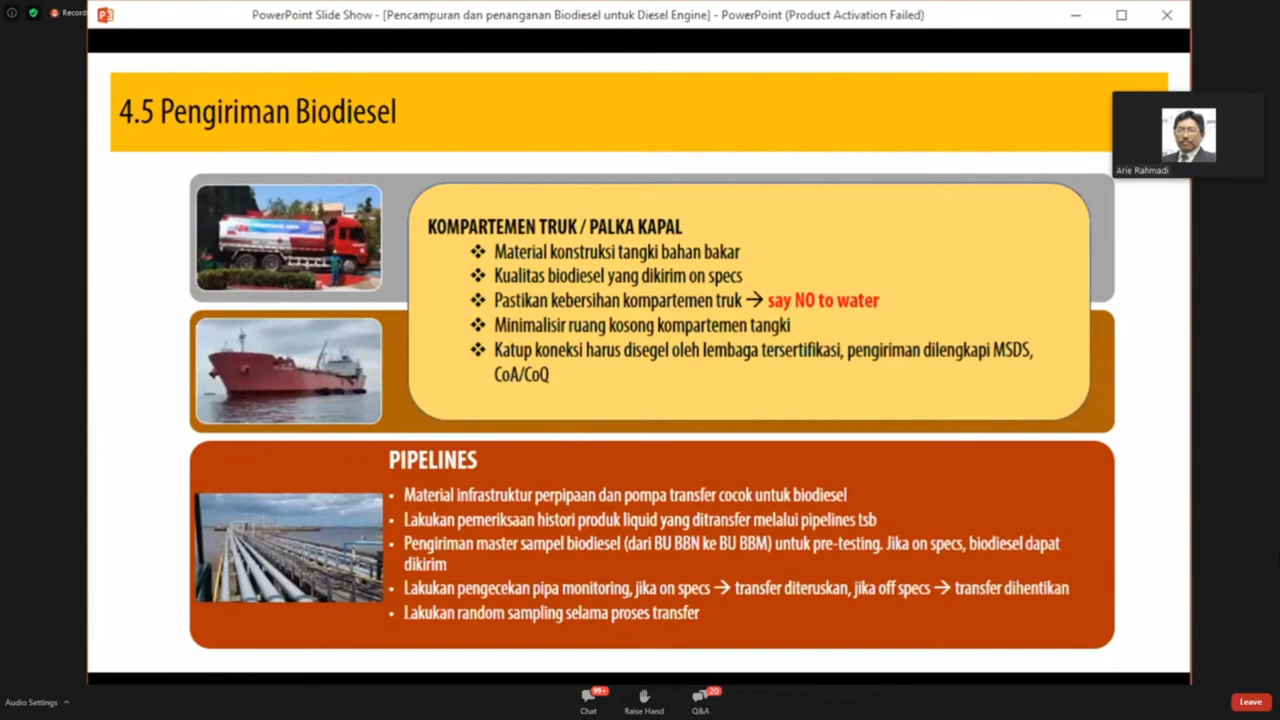 Record
PowerPoint Slide Show - [Pencampuran dan penanganan Biodiesel untuk Diesel Engine] - PowerPoint (Product Activation Failed)
4.5 Pengiriman Biodiesel
Arie Rahmadi
KOMPARTEMEN TRUK / PALKA KAPAL
❖ Material konstruksi tangki bahan bakar
❖ Kualitas biodiesel yang dikirim on specs
❖ Pastikan kebersihan kompartemen truk → say NO to water
❖ Minimalisir ruang kosong kompartemen tangki
❖ Katup koneksi harus disegel oleh lembaga tersertifikasi, pengiriman dilengkapi MSDS,
CoA/CoQ
PIPELINES
• Material infrastruktur perpipaan dan pompa transfer cocok untuk biodiesel
• Lakukan pemeriksaan histori produk liquid yang ditransfer melalui pipelines tsb
• Pengiriman master sampel biodiesel (dari BU BBN ke BU BBM) untuk pre-testing. Jika on specs, biodiesel dapat
dikirim
• Lakukan pengecekan pipa monitoring, jika on specs → transfer diteruskan, jika off specs → transfer dihentikan
• Lakukan random sampling selama proses transfer
Audio Settings
99+
Chat
Raise Hand
20
Q&A
Leave